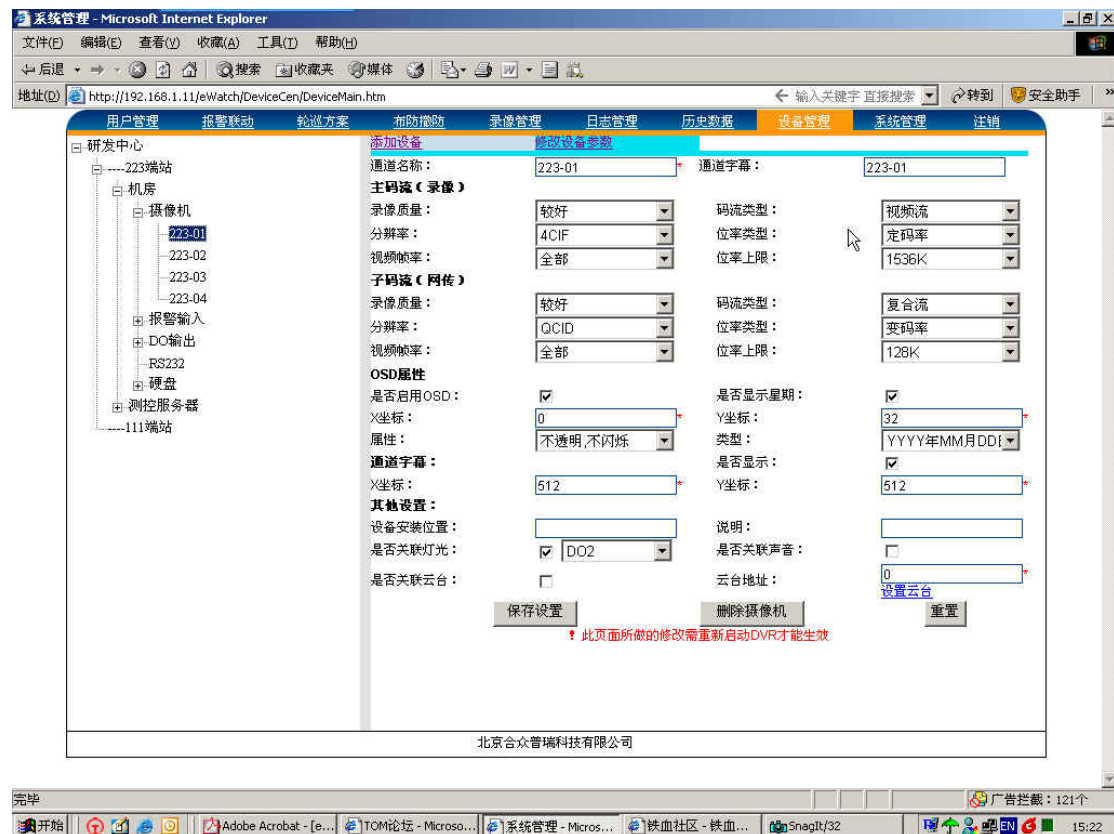 系统管理 - Microsoft Internet Explorer
文件(F) 编辑(E) 查看(V) 收藏(A) 工具(T) 帮助(H)
后退 搜索 收藏夹 媒体
地址(D) http://192.168.1.11/eWatch/DeviceCen/DeviceMain.htm 输入关键字 直接搜索 转到 安全助手 »
用户管理 报警联动 轮巡方案 布防撤防 录像管理 日志管理 历史数据 设备管理 系统管理 注销
添加设备 修改设备参数
研发中心
----223端站
机房
摄像机
223-01
223-02
223-03
223-04
报警输入
DO输出
RS232
硬盘
测控服务器
----111端站
通道名称： 223-01 * 通道字幕： 223-01
主码流（录像）
录像质量： 较好 码流类型： 视频流
分辨率： 4CIF 位率类型： 定码率
视频帧率： 全部 位率上限： 1536K
子码流（网传）
录像质量： 较好 码流类型： 复合流
分辨率： QCID 位率类型： 变码率
视频帧率： 全部 位率上限： 128K
OSD属性
是否启用OSD： 是否显示星期：
X坐标： 0 * Y坐标： 32 *
属性： 不透明,不闪烁 类型： YYYY年MM月DD
通道字幕： 是否显示：
X坐标： 512 * Y坐标： 512 *
其他设置：
设备安装位置： 说明：
是否关联灯光： DO2 是否关联声音：
是否关联云台： 云台地址： 0 *
设置云台
保存设置 删除摄像机 重置
！此页面所做的修改需重新启动DVR才能生效
北京合众普瑞科技有限公司
完毕 广告拦截：121个
开始 Adobe Acrobat - [e... TOM论坛 - Microso... 系统管理 - Micros... 铁血社区 - 铁血... SnagIt/32 EN 15:22